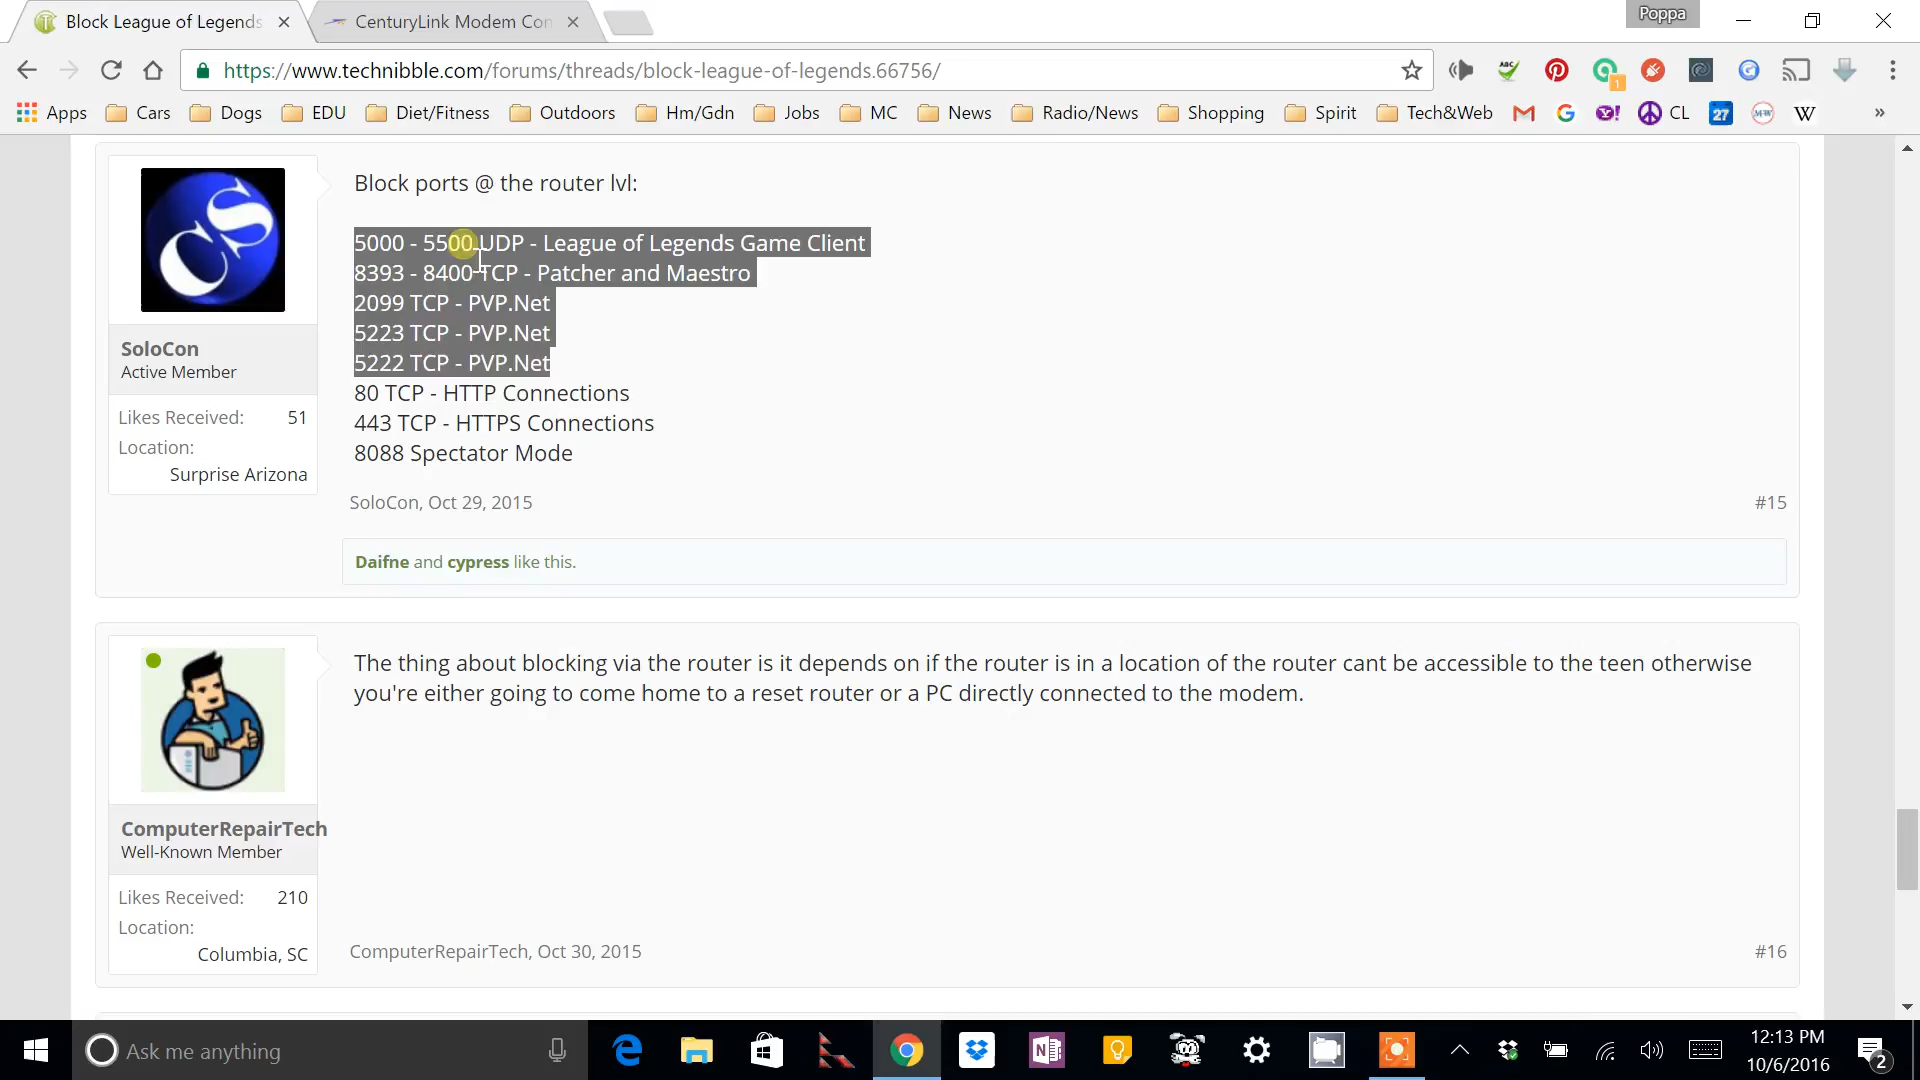 Block League of Legends
CenturyLink Modem Con
Poppa
https://www.technibble.com/forums/threads/block-league-of-legends.66756/
ABC
1
Apps
Cars
Dogs
EDU
Diet/Fitness
Outdoors
Hm/Gdn
Jobs
MC
News
Radio/News
Shopping
Spirit
Tech&Web
CL
27
W
»
CS
SoloCon
Active Member
Likes Received: 51
Location:
Surprise Arizona
Block ports @ the router lvl:
5000 - 5500 UDP - League of Legends Game Client
8393 - 8400 TCP - Patcher and Maestro
2099 TCP - PVP.Net
5223 TCP - PVP.Net
5222 TCP - PVP.Net
80 TCP - HTTP Connections
443 TCP - HTTPS Connections
8088 Spectator Mode
SoloCon, Oct 29, 2015
#15
Daifne and cypress like this.
ComputerRepairTech
Well-Known Member
Likes Received: 210
Location:
Columbia, SC
The thing about blocking via the router is it depends on if the router is in a location of the router cant be accessible to the teen otherwise
you're either going to come home to a reset router or a PC directly connected to the modem.
ComputerRepairTech, Oct 30, 2015
#16
Ask me anything
12:13 PM
10/6/2016
2